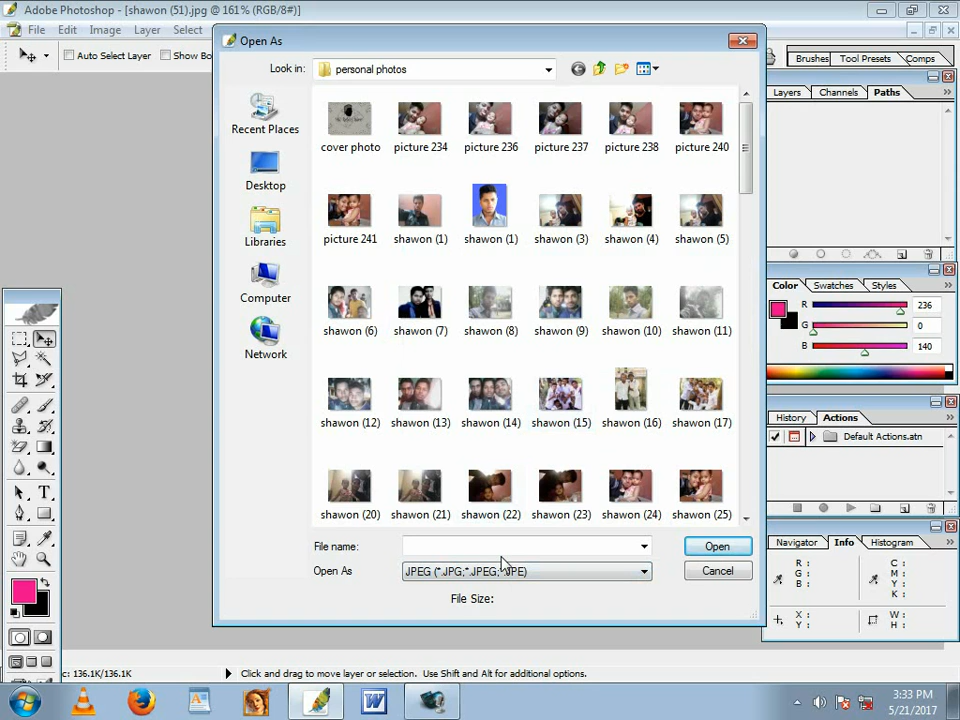 Adobe Photoshop - [shawon (51).jpg @ 161% (RGB/8#)]
File Edit Image Layer Select
Auto Select Layer Show Bo
Brushes Tool Presets Comps
Open As
Look in: personal photos
Recent Places
Desktop
Libraries
Computer
Network
cover photo picture 234 picture 236 picture 237 picture 238 picture 240
picture 241 shawon (1) shawon (1) shawon (3) shawon (4) shawon (5)
shawon (6) shawon (7) shawon (8) shawon (9) shawon (10) shawon (11)
shawon (12) shawon (13) shawon (14) shawon (15) shawon (16) shawon (17)
shawon (20) shawon (21) shawon (22) shawon (23) shawon (24) shawon (25)
File name: Open
Open As JPEG (*.JPG;*.JPEG;*.JPE) Cancel
File Size:
Layers Channels Paths
Color Swatches Styles
R 236
G 0
B 140
History Actions
Default Actions.atn
Navigator Info Histogram
R : C :
G : M :
B : Y :
K :
X : W :
Y : H :
c: 136.1K/136.1K Click and drag to move layer or selection. Use Shift and Alt for additional options.
3:33 PM
5/21/2017